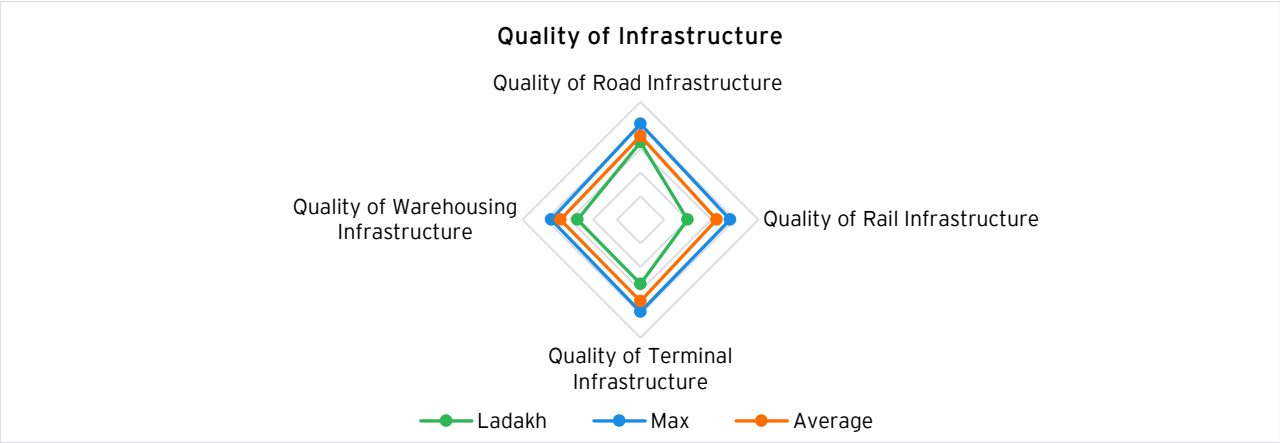 Quality of Infrastructure
Quality of Road Infrastructure
Quality of Warehousing
Infrastructure
Quality of Rail Infrastructure
Quality of Terminal
Infrastructure
Ladakh Max Average